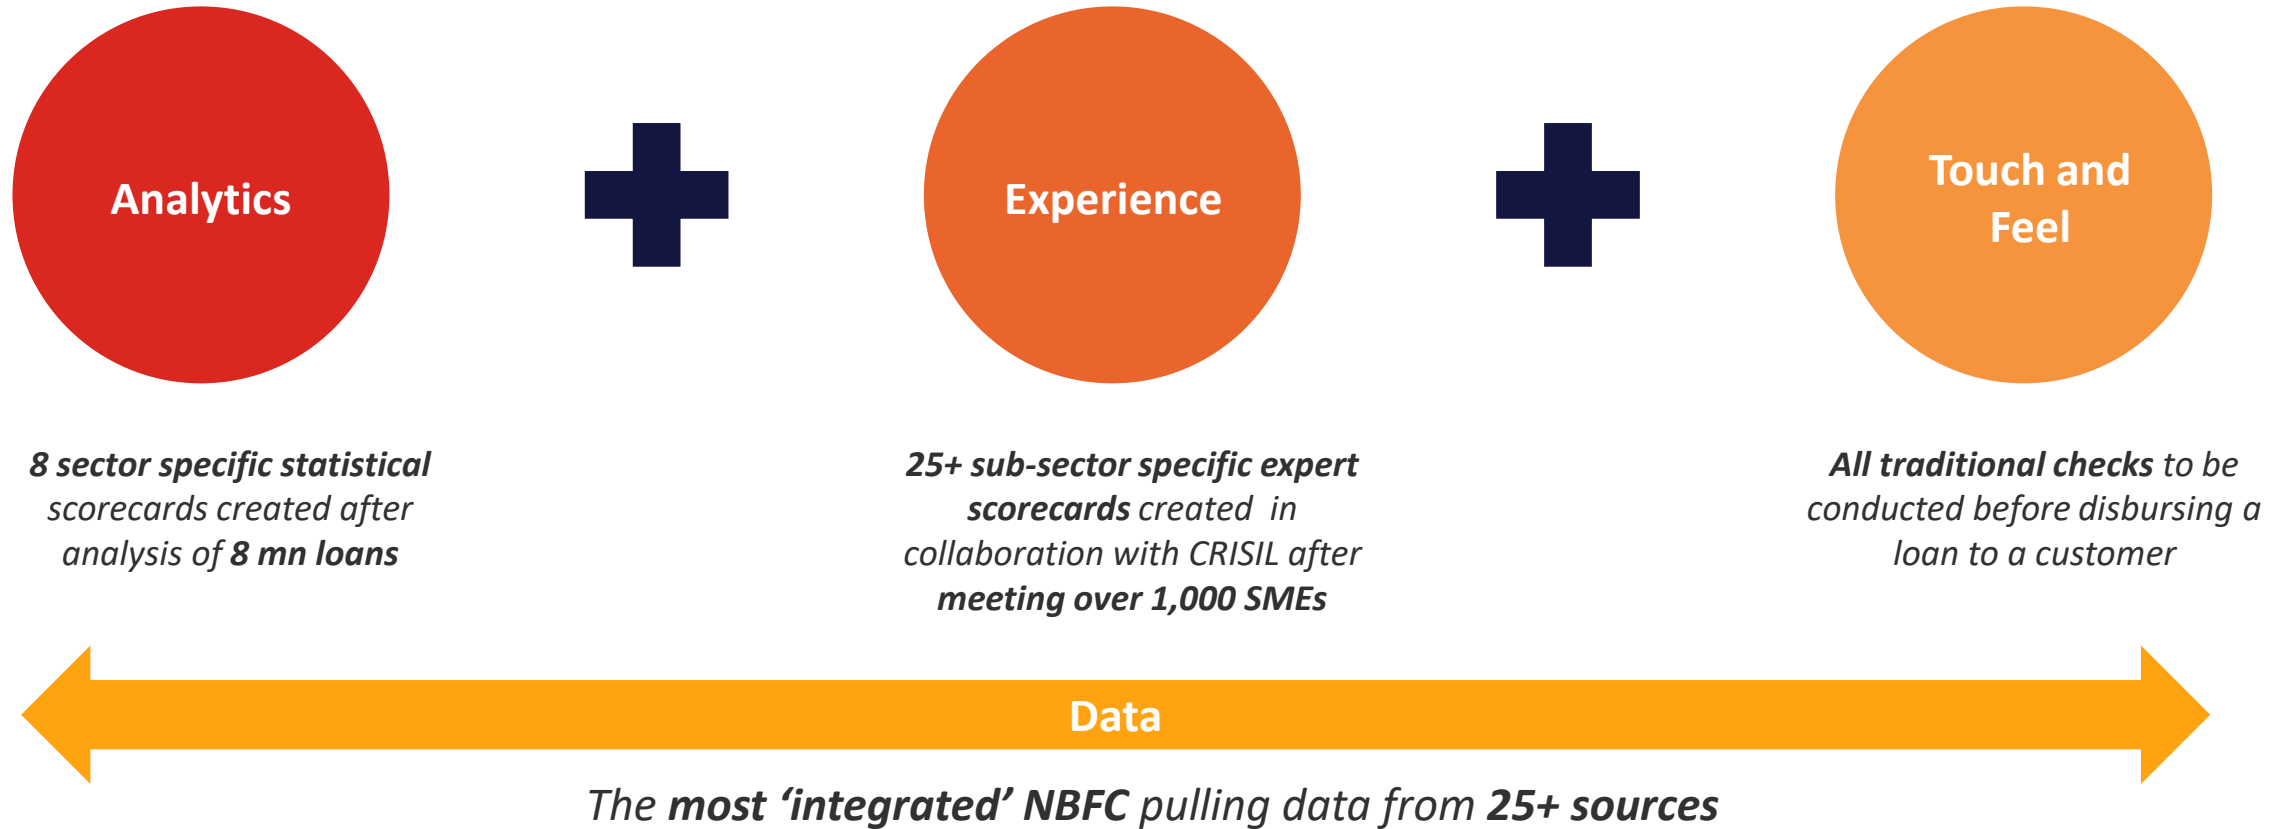 Analytics
Experience
Touch and
Feel
8 sector specific statistical
scorecards created after
analysis of 8 mn loans
25+ sub-sector specific expert
scorecards created in
collaboration with CRISIL after
meeting over 1,000 SMEs
All traditional checks to be
conducted before disbursing a
loan to a customer
Data
The most ‘integrated’ NBFC pulling data from 25+ sources